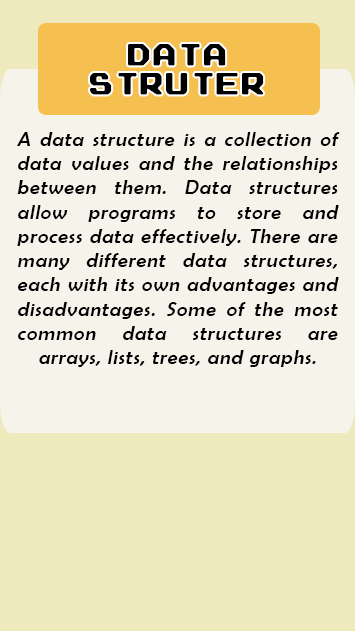 DATA
STRUTER
A data structure is a collection of
data values and the relationships
between them. Data structures
allow programs to store and
process data effectively. There are
many different data structures,
each with its own advantages and
disadvantages. Some of the most
common data structures are
arrays, lists, trees, and graphs.